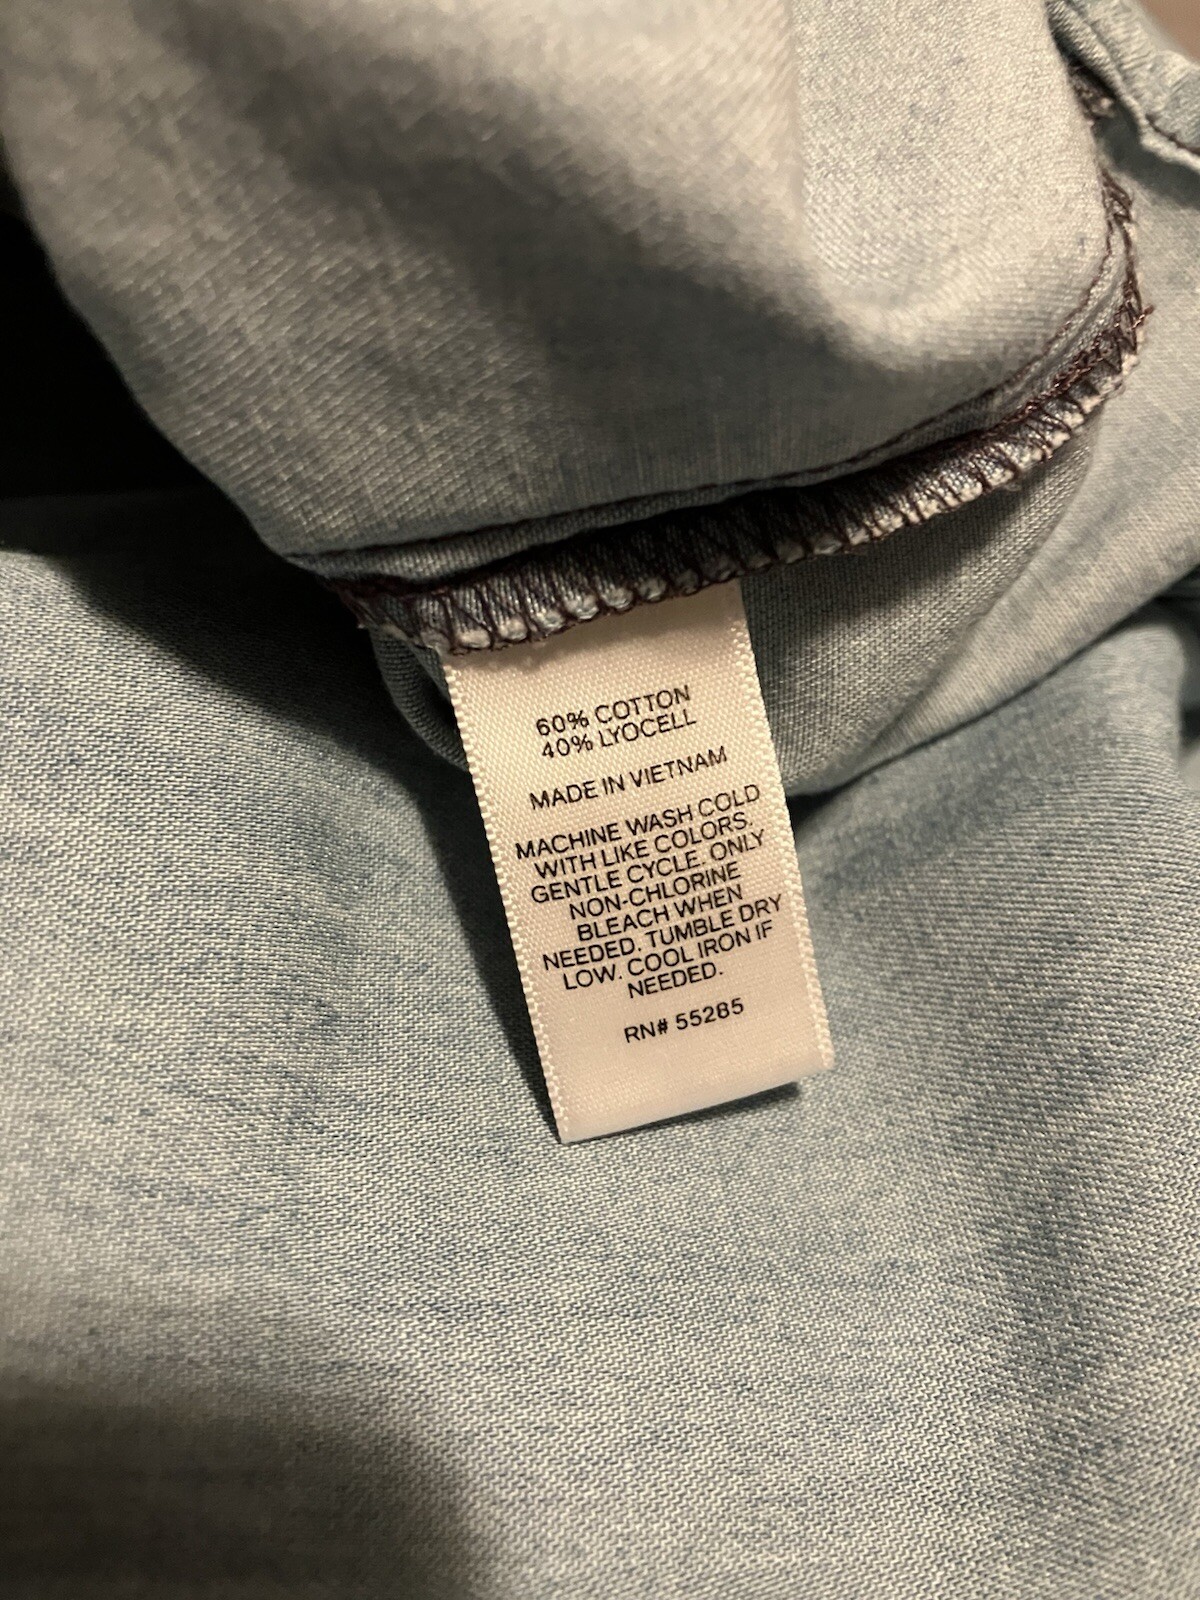 60% COTTON
40% LYOCELL
MADE IN VIETNAM
MACHINE WASH COLD
WITH LIKE COLORS.
GENTLE CYCLE. ONLY
NON-CHLORINE
BLEACH WHEN
NEEDED. TUMBLE DRY
LOW. COOL IRON IF
NEEDED.
RN# 55285